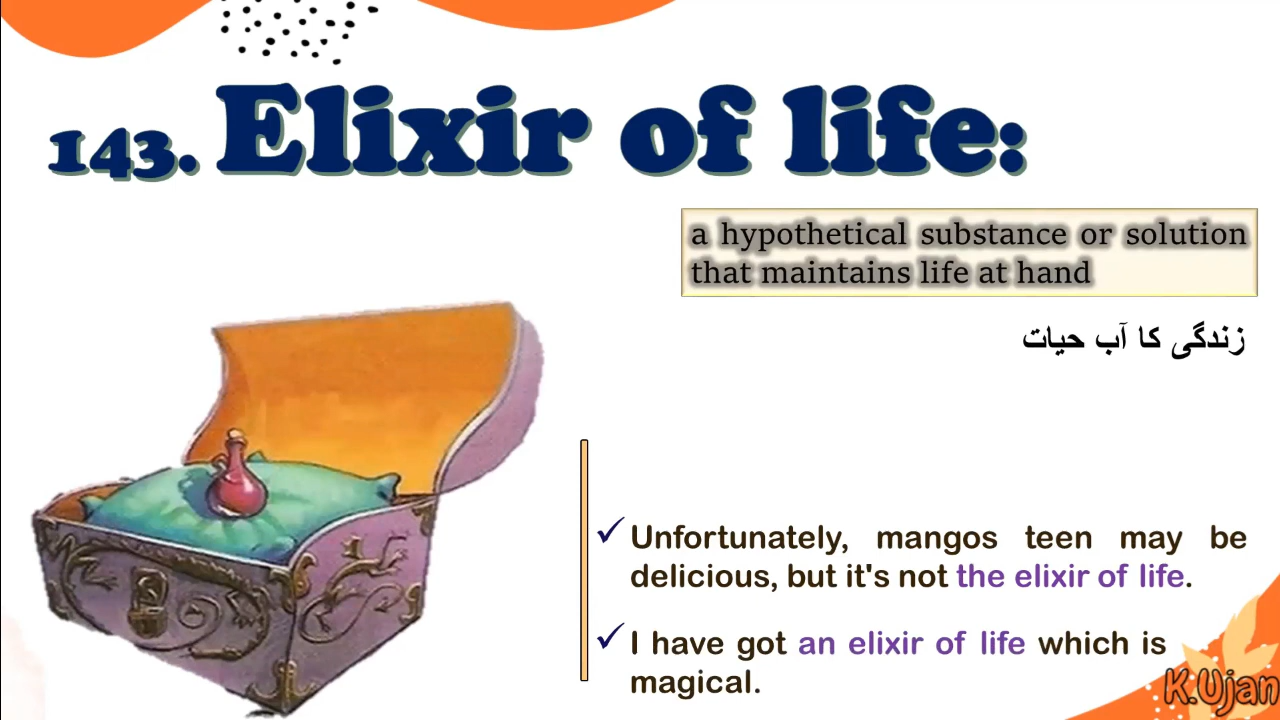 143. Elixir of life:
a hypothetical substance or solution
that maintains life at hand
زندگی کا آب حیات
Unfortunately, mangos teen may be
delicious, but it's not the elixir of life.
I have got an elixir of life which is
magical.
K.Ujan